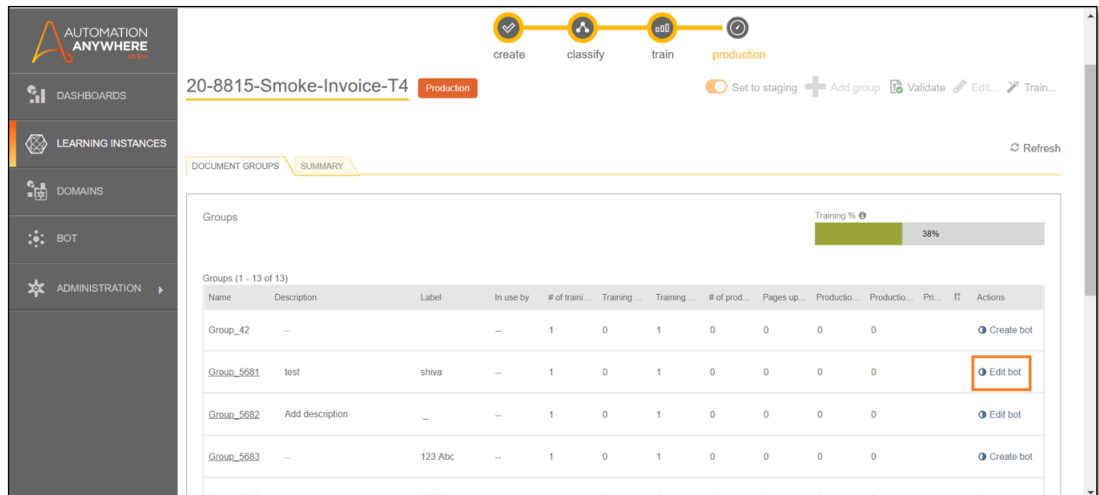 AUTOMATION
ANYWHERE
create classify train production
20-8815-Smoke-Invoice-T4 Production Set to staging Add group Validate Edit... Train...
DASHBOARDS
LEARNING INSTANCES
DOMAINS
BOT
ADMINISTRATION
Refresh
DOCUMENT GROUPS SUMMARY
Groups Training %
38%
Groups (1 - 13 of 13)
Name Description Label In use by # of traini... Training ... Training ... # of prod... Pages up... Productio... Productio... Pri... Actions
Group_42 -- -- 1 0 1 0 0 0 0 Create bot
Group_5681 test shiva -- 1 0 1 0 0 0 0 Edit bot
Group_5682 Add description ._ -- 1 0 1 0 0 0 0 Edit bot
Group_5683 -- 123:Abc -- 1 0 1 0 0 0 0 Create bot